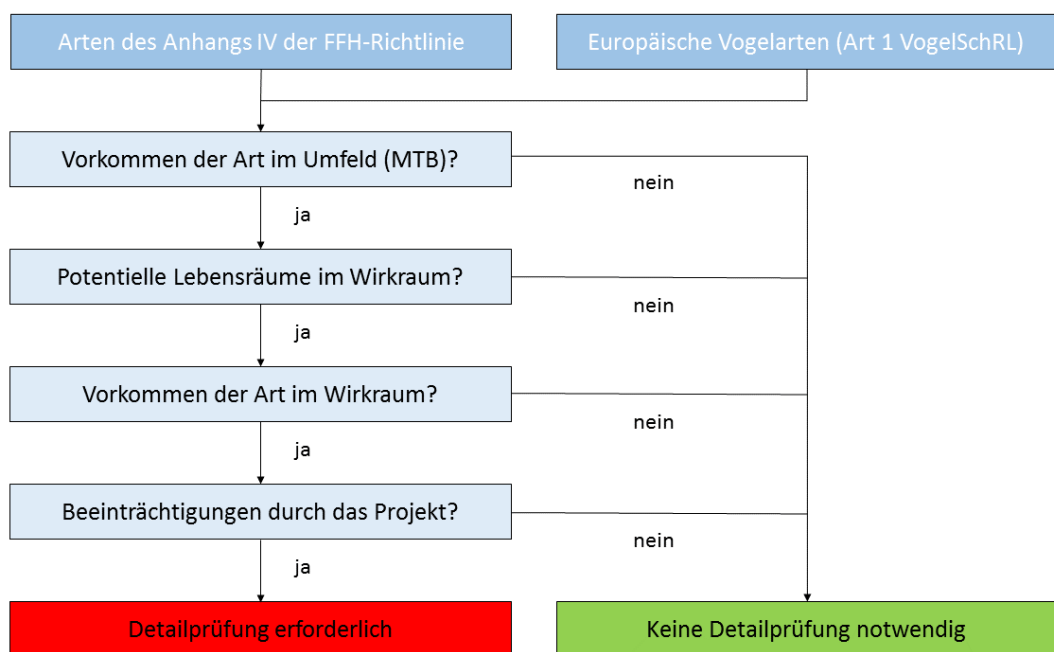 Arten des Anhangs IV der FFH-Richtlinie
Europäische Vogelarten (Art 1 VogelSchRL)
Vorkommen der Art im Umfeld (MTB)?
nein
ja
Potentielle Lebensräume im Wirkraum?
nein
ja
Vorkommen der Art im Wirkraum?
nein
ja
Beeinträchtigungen durch das Projekt?
nein
ja
Detailprüfung erforderlich
Keine Detailprüfung notwendig